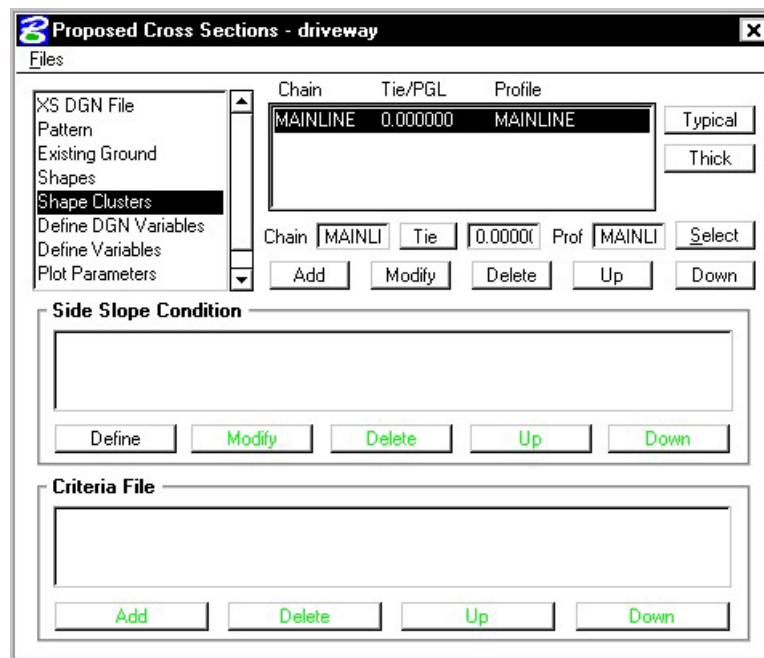 Proposed Cross Sections - driveway
Files
XS DGN File
Pattern
Existing Ground
Shapes
Shape Clusters
Define DGN Variables
Define Variables
Plot Parameters
Chain Tie/PGL Profile
MAINLINE 0.000000 MAINLINE
Typical
Thick
Chain MAINLI Tie 0.0000( Prof MAINLI Select
Add Modify Delete Up Down
Side Slope Condition
Define Modify Delete Up Down
Criteria File
Add Delete Up Down